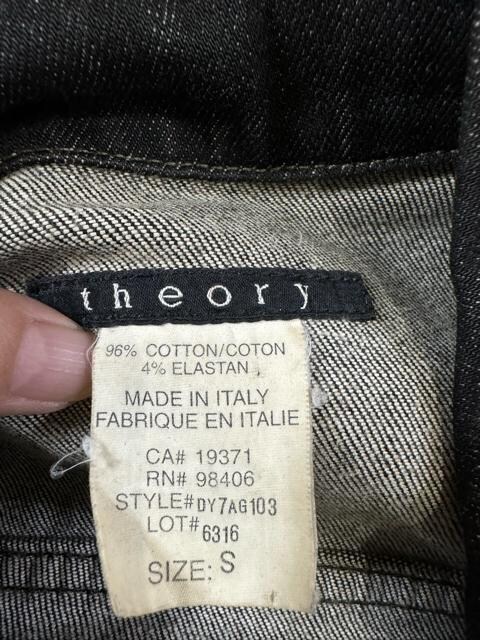 theory
96% COTTON/COTON
4% ELASTAN
MADE IN ITALY
FABRIQUE EN ITALIE
CA# 19371
RN# 98406
STYLE# DY7AG103
LOT# 6316
SIZE: S